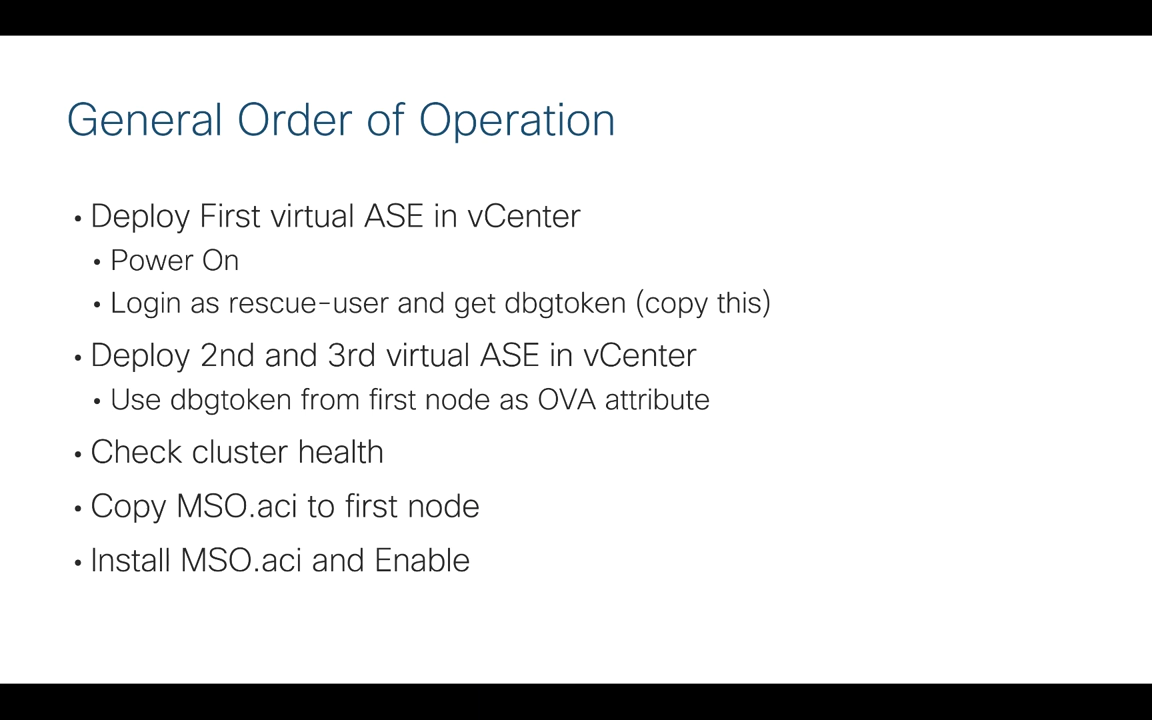 General Order of Operation
• Deploy First virtual ASE in vCenter
• Power On
• Login as rescue-user and get dbgtoken (copy this)
• Deploy 2nd and 3rd virtual ASE in vCenter
• Use dbgtoken from first node as OVA attribute
• Check cluster health
• Copy MSO.aci to first node
• Install MSO.aci and Enable